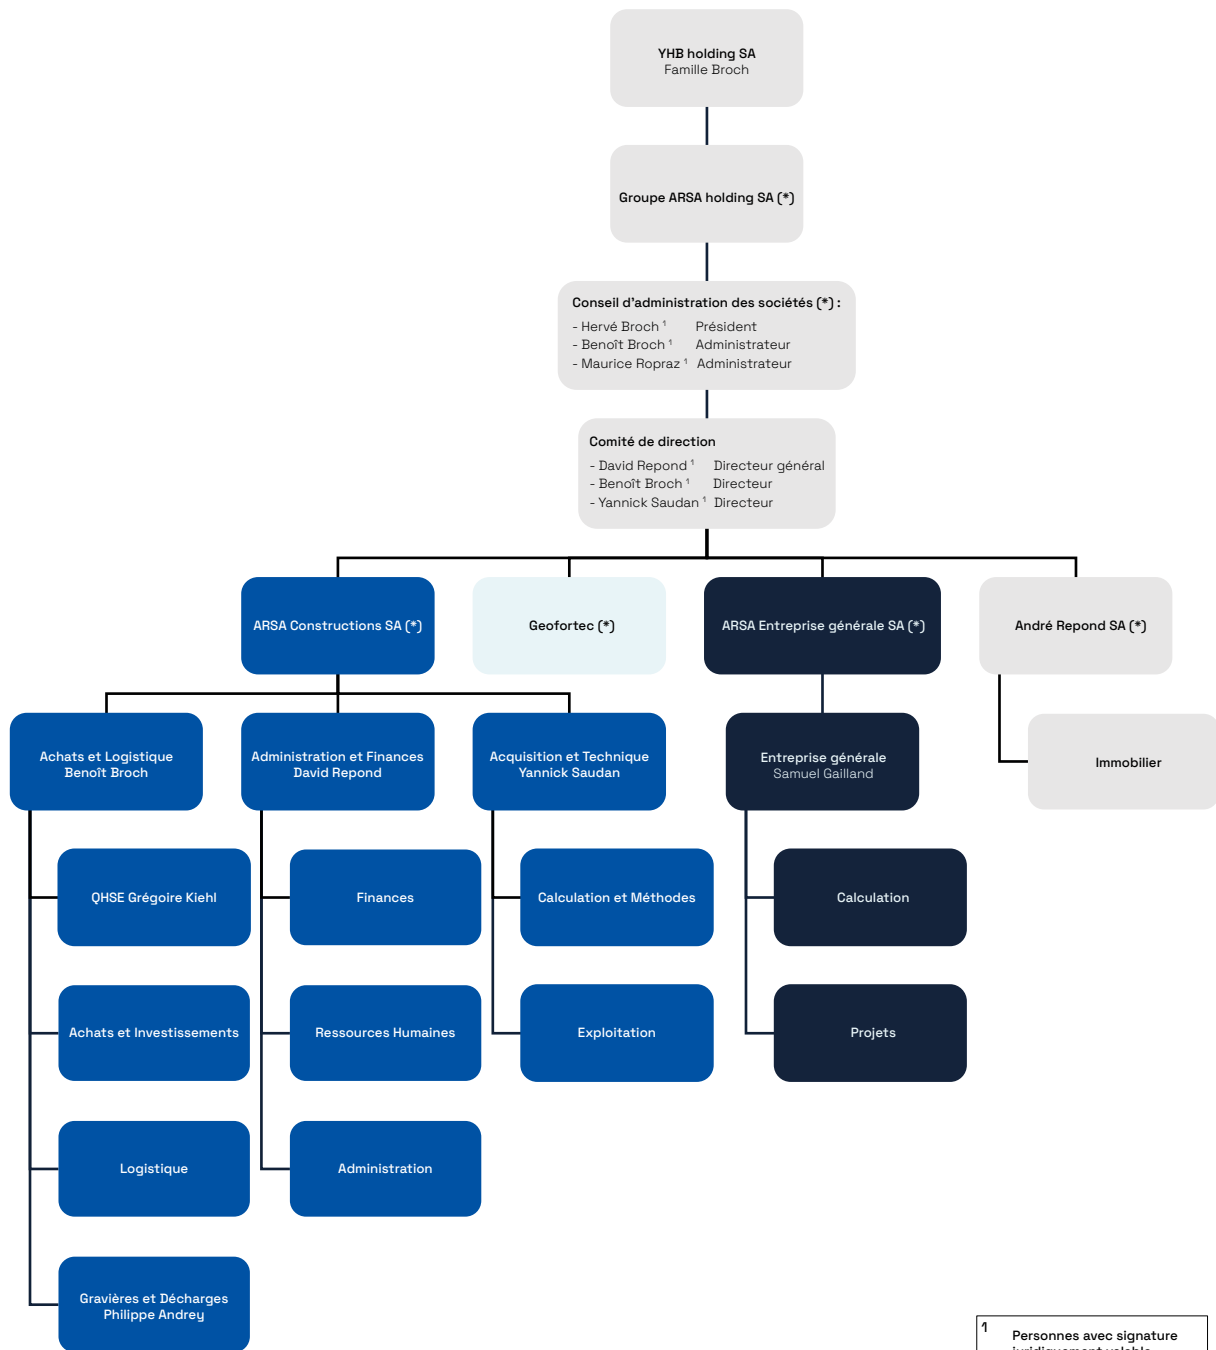 YHB holding SA
Famille Broch
Groupe ARSA holding SA (*)
Conseil d'administration des sociétés (*) :
- Hervé Broch ¹ Président
- Benoît Broch ¹ Administrateur
- Maurice Ropraz ¹ Administrateur
Comité de direction
- David Repond ¹ Directeur général
- Benoît Broch ¹ Directeur
- Yannick Saudan ¹ Directeur
ARSA Constructions SA (*)
Geofortec (*)
ARSA Entreprise générale SA (*)
André Repond SA (*)
Achats et Logistique
Benoît Broch
Administration et Finances
David Repond
Acquisition et Technique
Yannick Saudan
Entreprise générale
Samuel Gailland
Immobilier
QHSE Grégoire Kiehl
Finances
Calculation et Méthodes
Calculation
Achats et Investissements
Ressources Humaines
Exploitation
Projets
Logistique
Administration
Gravières et Décharges
Philippe Andrey
1 Personnes avec signature
juridiquement valable